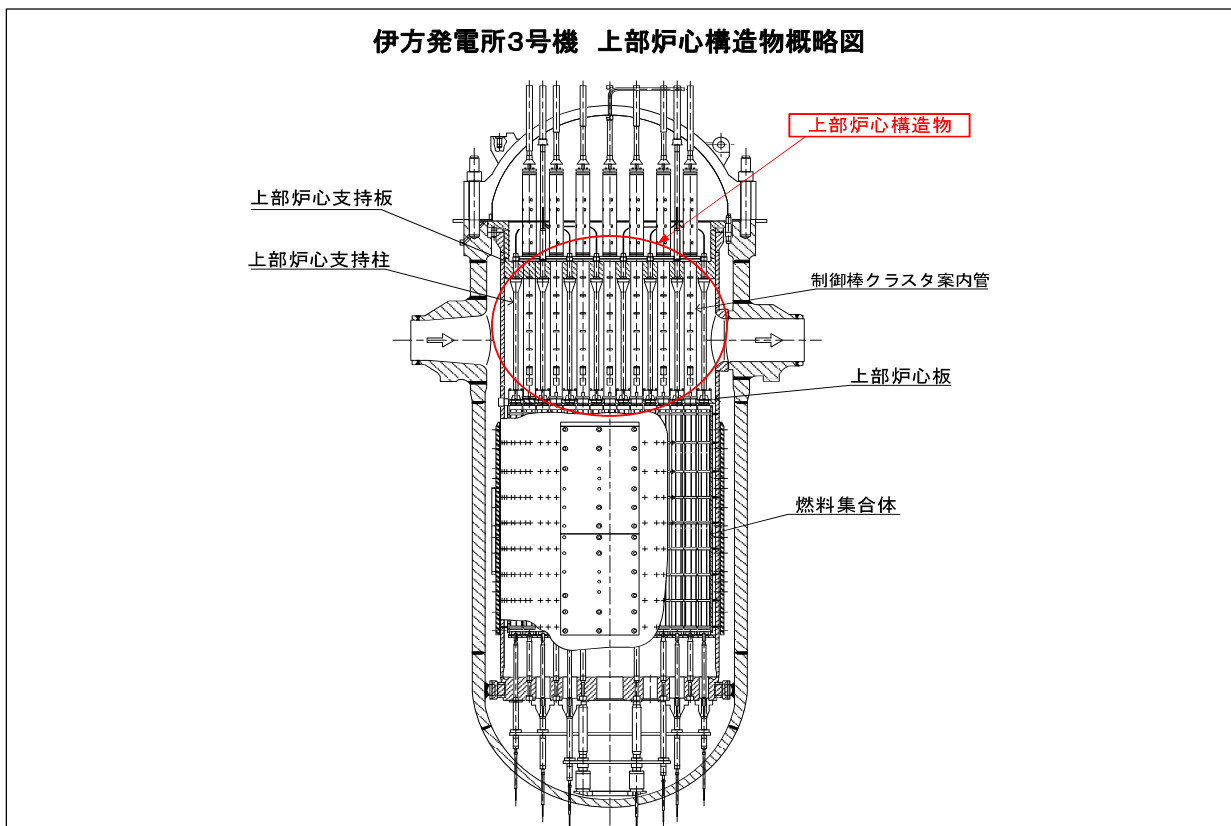 伊方発電所3号機 上部炉心構造物概略図
上部炉心構造物
上部炉心支持板
上部炉心支持柱
制御棒クラスタ案内管
上部炉心板
燃料集合体